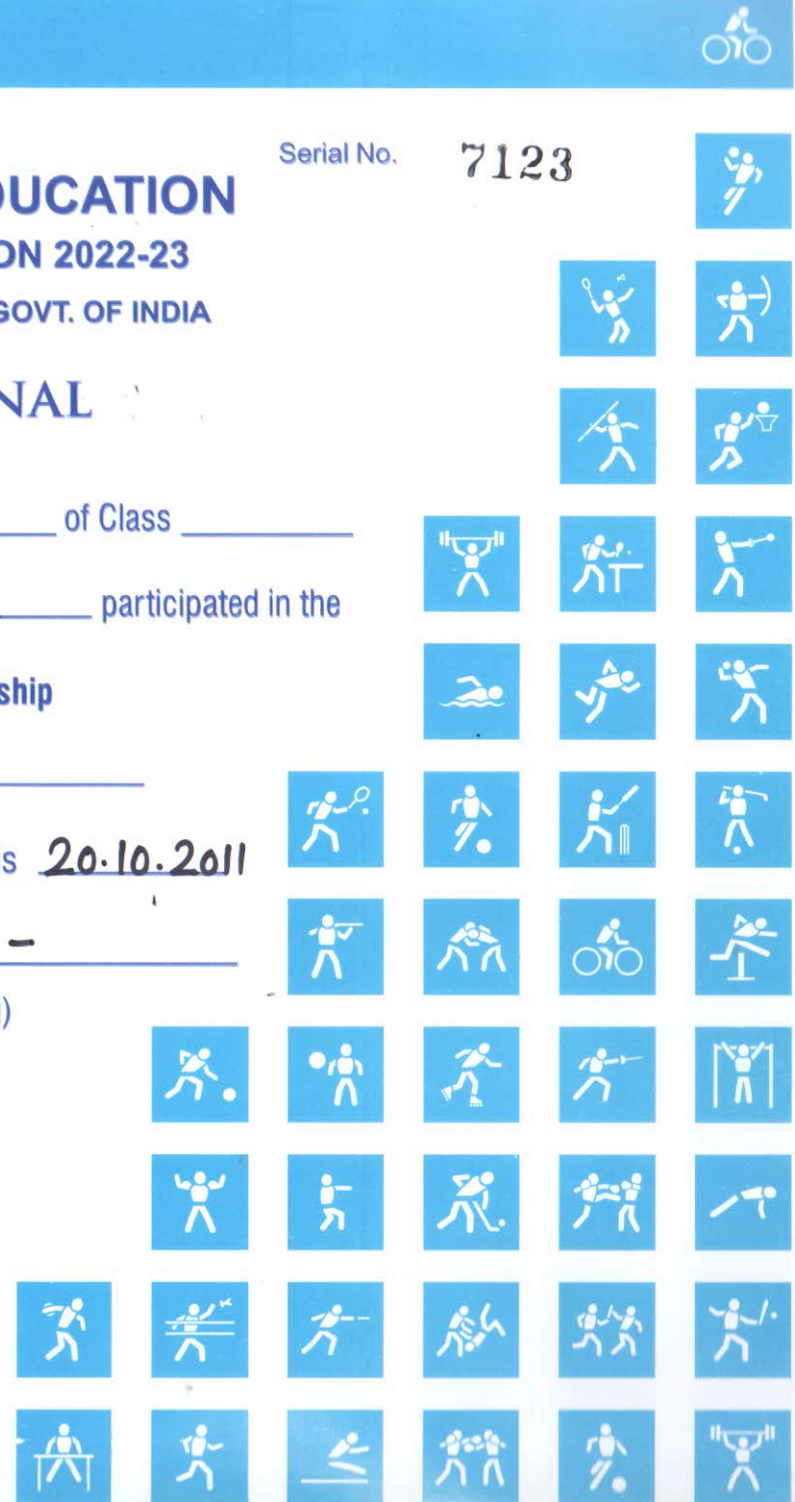 Serial No. 7123
DUCATION
ON 2022-23
GOVT. OF INDIA
NAL
of Class
participated in the
ship
s 20.10.2011
-
)